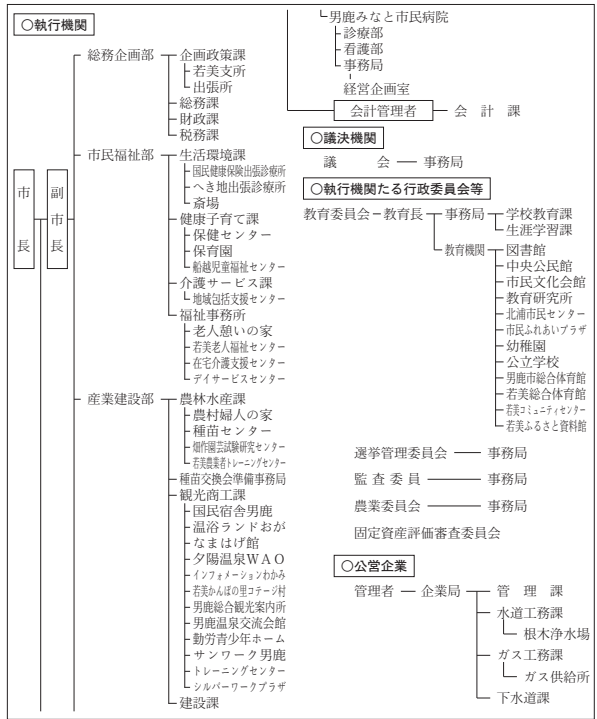 ○執行機関
市長
副市長
総務企画部
企画政策課
若美支所
出張所
総務課
財政課
税務課
市民福祉部
生活環境課
国民健康保険出張診療所
へき地出張診療所
斎場
健康子育て課
保健センター
保育園
船越児童福祉センター
介護サービス課
地域包括支援センター
福祉事務所
老人憩いの家
若美老人福祉センター
在宅介護支援センター
デイサービスセンター
産業建設部
農林水産課
農村婦人の家
種苗センター
畑作園芸試験研究センター
若美農業者トレーニングセンター
種苗交換会準備事務局
観光商工課
国民宿舎男鹿
温浴ランドおが
なまはげ館
夕陽温泉WAO
インフォメーションわかみ
若美かんぽの里コテージ村
男鹿総合観光案内所
男鹿温泉交流会館
勤労青少年ホーム
サンワーク男鹿
トレーニングセンター
シルバーワークプラザ
建設課
男鹿みなと市民病院
診療部
看護部
事務局
経営企画室
会計管理者 会計課
○議決機関
議会 事務局
○執行機関たる行政委員会等
教育委員会 教育長 事務局 学校教育課
生涯学習課
教育機関 図書館
中央公民館
市民文化会館
教育研究所
北浦市民センター
市民ふれあいプラザ
幼稚園
公立学校
男鹿市総合体育館
若美総合体育館
若美コミュニティセンター
若美ふるさと資料館
選挙管理委員会 事務局
監査委員 事務局
農業委員会 事務局
固定資産評価審査委員会
○公営企業
管理者 企業局 管理課
水道工務課
根木浄水場
ガス工務課
ガス供給所
下水道課